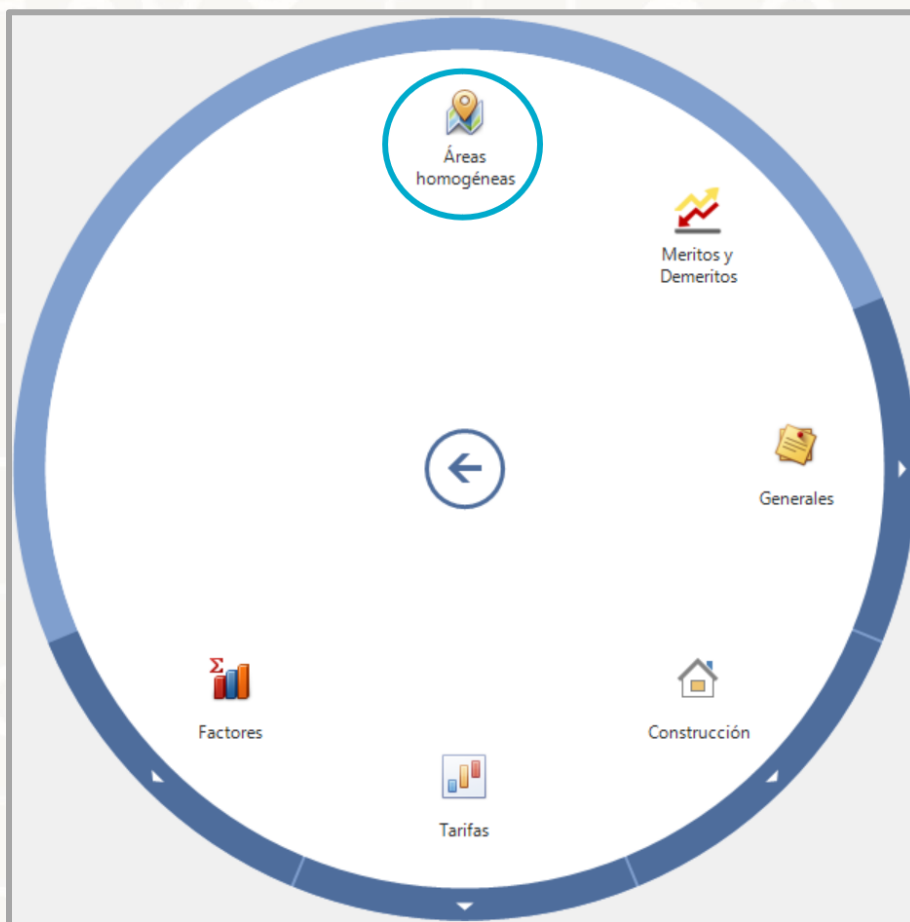 Áreas
homogéneas
Meritos y
Demeritos
Generales
Construcción
Tarifas
Σ
Factores